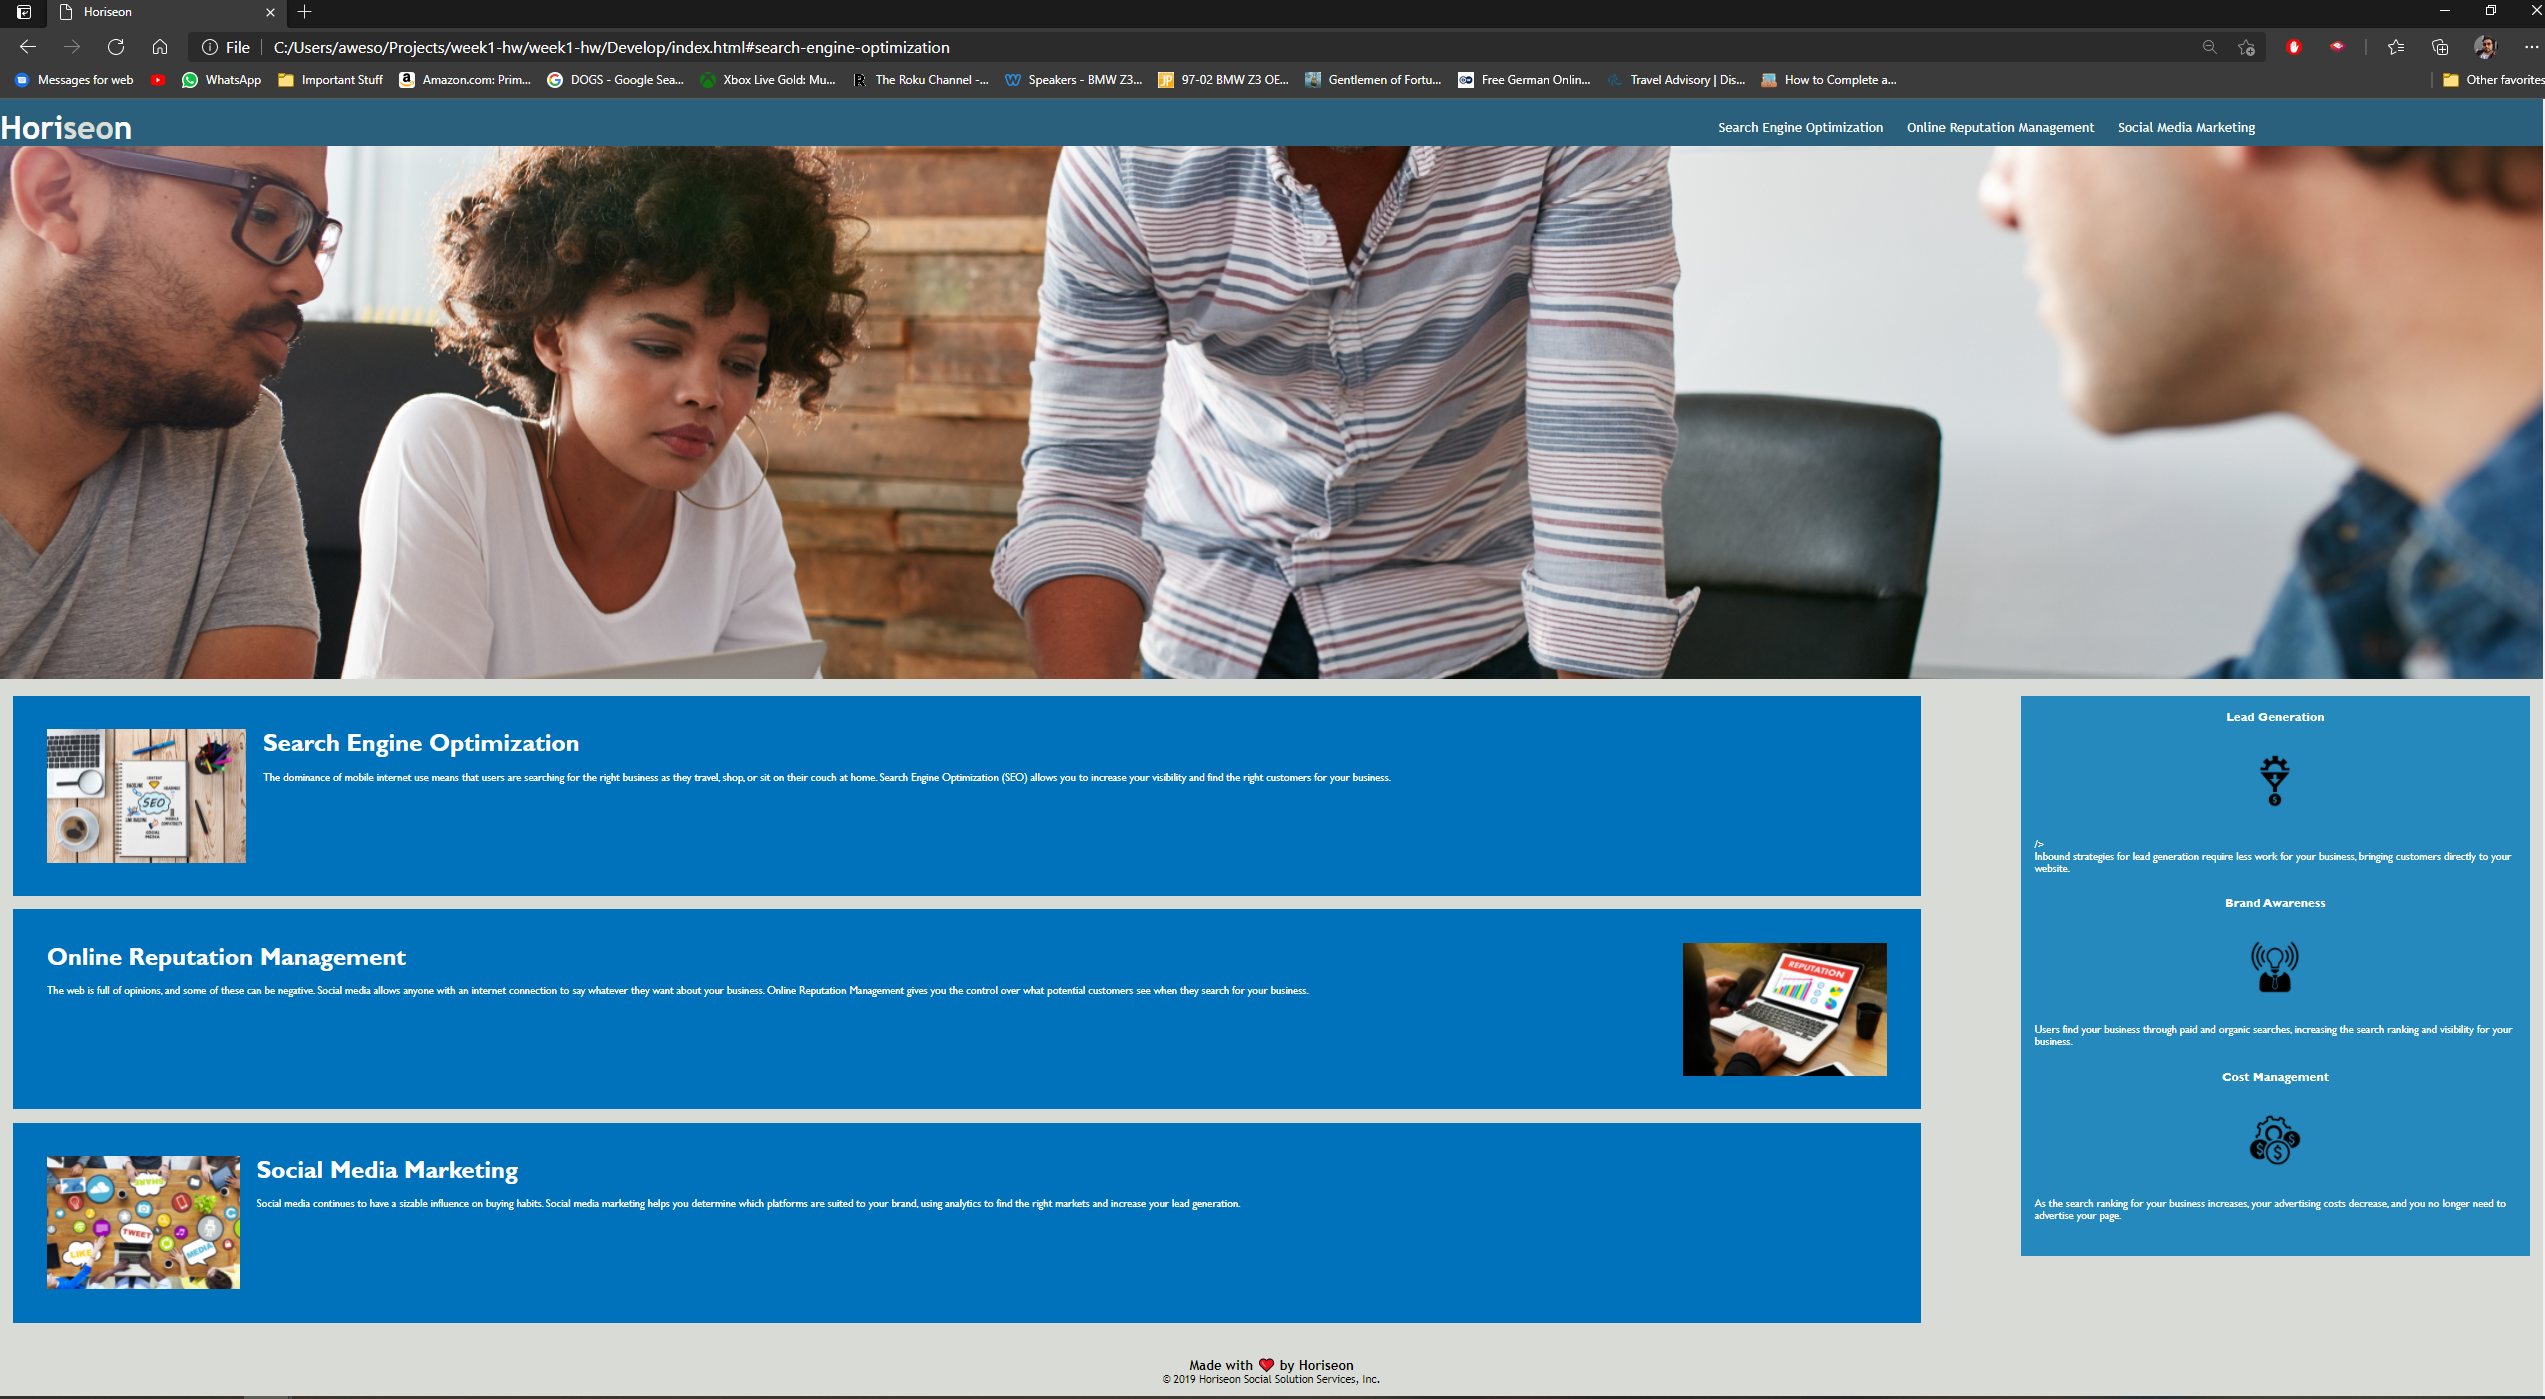 Horiseon
File
C:/Users/aweso/Projects/week1-hw/week1-hw/Develop/index.html#search-engine-optimization
Messages for web WhatsApp Important Stuff Amazon.com: Prim... DOGS - Google Sea... Xbox Live Gold: Mu... The Roku Channel -... Speakers - BMW Z3... 97-02 BMW Z3 OE... Gentlemen of Fortu... Free German Onlin... Travel Advisory | Dis... How to Complete a... Other favorites
Horiseon
Search Engine Optimization Online Reputation Management Social Media Marketing
SEO
Search Engine Optimization
The dominance of mobile internet use means that users are searching for the right business as they travel, shop, or sit on their couch at home. Search Engine Optimization (SEO) allows you to increase your visibility and find the right customers for your business.
Online Reputation Management
The web is full of opinions, and some of these can be negative. Social media allows anyone with an internet connection to say whatever they want about your business. Online Reputation Management gives you the control over what potential customers see when they search for your business.
REPUTATION
SHARE
TWEET
LIKE
MEDIA
Social Media Marketing
Social media continues to have a sizable influence on buying habits. Social media marketing helps you determine which platforms are suited to your brand, using analytics to find the right markets and increase your lead generation.
Lead Generation
/>
Inbound strategies for lead generation require less work for your business, bringing customers directly to your
website.
Brand Awareness
Users find your business through paid and organic searches, increasing the search ranking and visibility for your
business.
Cost Management
As the search ranking for your business increases, your advertising costs decrease, and you no longer need to
advertise your page.
Made with ❤️ by Horiseon
© 2019 Horiseon Social Solution Services, Inc.